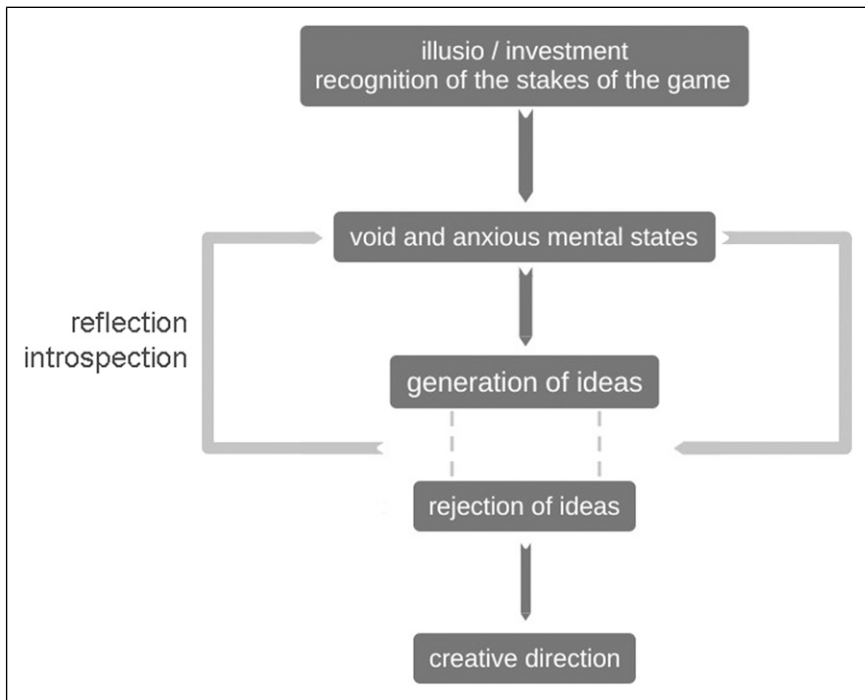 illusio / investment
recognition of the stakes of the game
void and anxious mental states
reflection
introspection
generation of ideas
rejection of ideas
creative direction